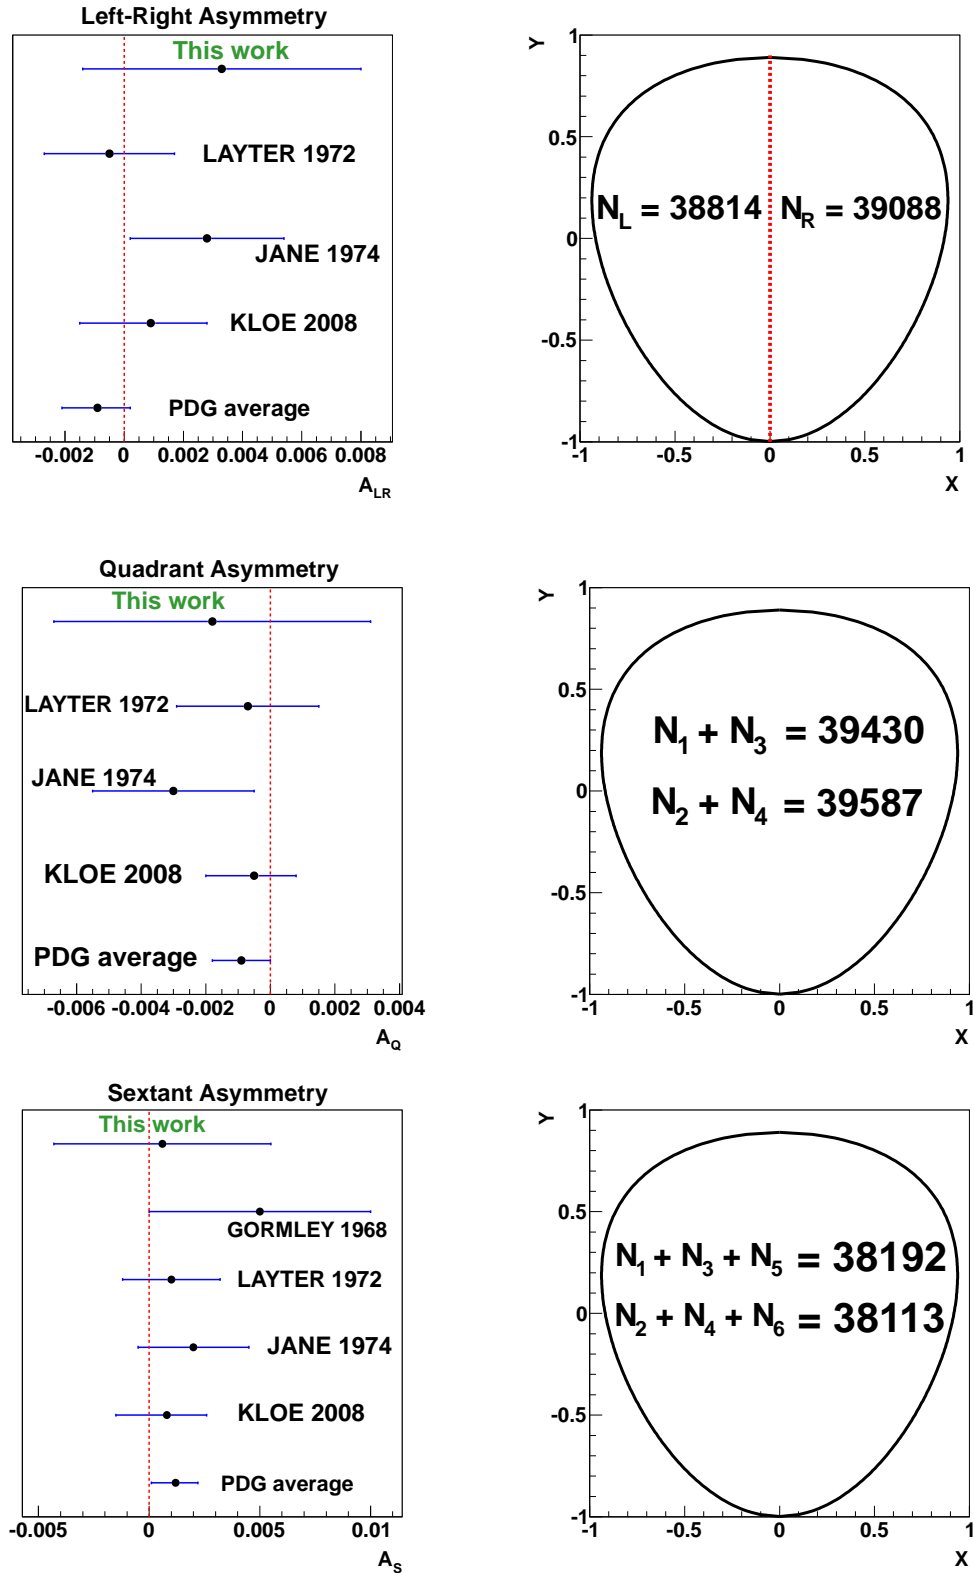 Left-Right Asymmetry
This work
LAYTER 1972
JANE 1974
KLOE 2008
PDG average
-0.002 0 0.002 0.004 0.006 0.008
A_LR
Y
1
0.5
0
-0.5
-1
N_L = 38814 N_R = 39088
-1 -0.5 0 0.5 1
X
Quadrant Asymmetry
This work
LAYTER 1972
JANE 1974
KLOE 2008
PDG average
-0.006 -0.004 -0.002 0 0.002 0.004
A_Q
Y
1
0.5
0
-0.5
-1
N_1 + N_3 = 39430
N_2 + N_4 = 39587
-1 -0.5 0 0.5 1
X
Sextant Asymmetry
This work
GORMLEY 1968
LAYTER 1972
JANE 1974
KLOE 2008
PDG average
-0.005 0 0.005 0.01
A_S
Y
1
0.5
0
-0.5
-1
N_1 + N_3 + N_5 = 38192
N_2 + N_4 + N_6 = 38113
-1 -0.5 0 0.5 1
X